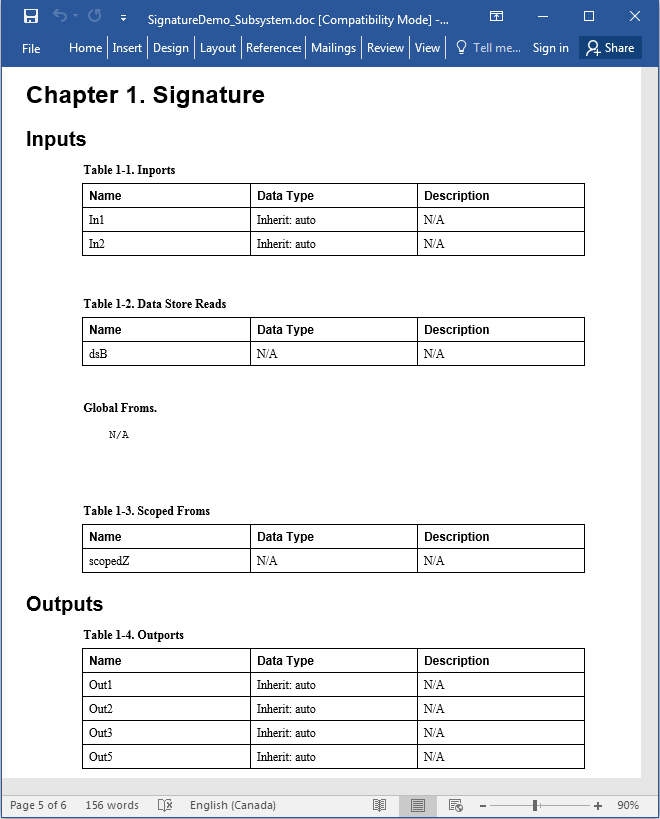 SignatureDemo_Subsystem.doc [Compatibility Mode] -...
File Home Insert Design Layout References Mailings Review View Tell me... Sign in Share
Chapter 1. Signature
Inputs
Table 1-1. Inports
Name Data Type Description
In1 Inherit: auto N/A
In2 Inherit: auto N/A
Table 1-2. Data Store Reads
Name Data Type Description
dsB N/A N/A
Global Froms.
N/A
Table 1-3. Scoped Froms
Name Data Type Description
scopedZ N/A N/A
Outputs
Table 1-4. Outports
Name Data Type Description
Out1 Inherit: auto N/A
Out2 Inherit: auto N/A
Out3 Inherit: auto N/A
Out5 Inherit: auto N/A
Page 5 of 6 156 words English (Canada) 90%